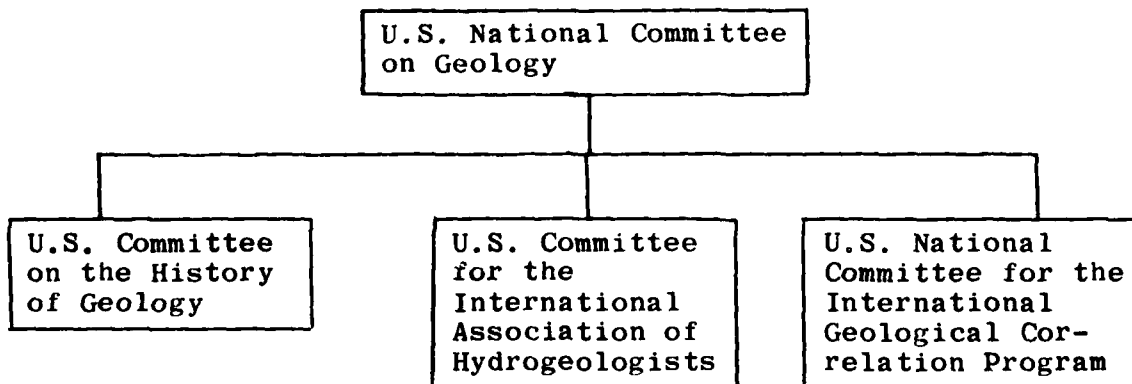 U.S. National Committee
on Geology
U.S. Committee
on the History
of Geology
U.S. Committee
for the
International
Association of
Hydrogeologists
U.S. National
Committee for the
International
Geological Cor-
relation Program